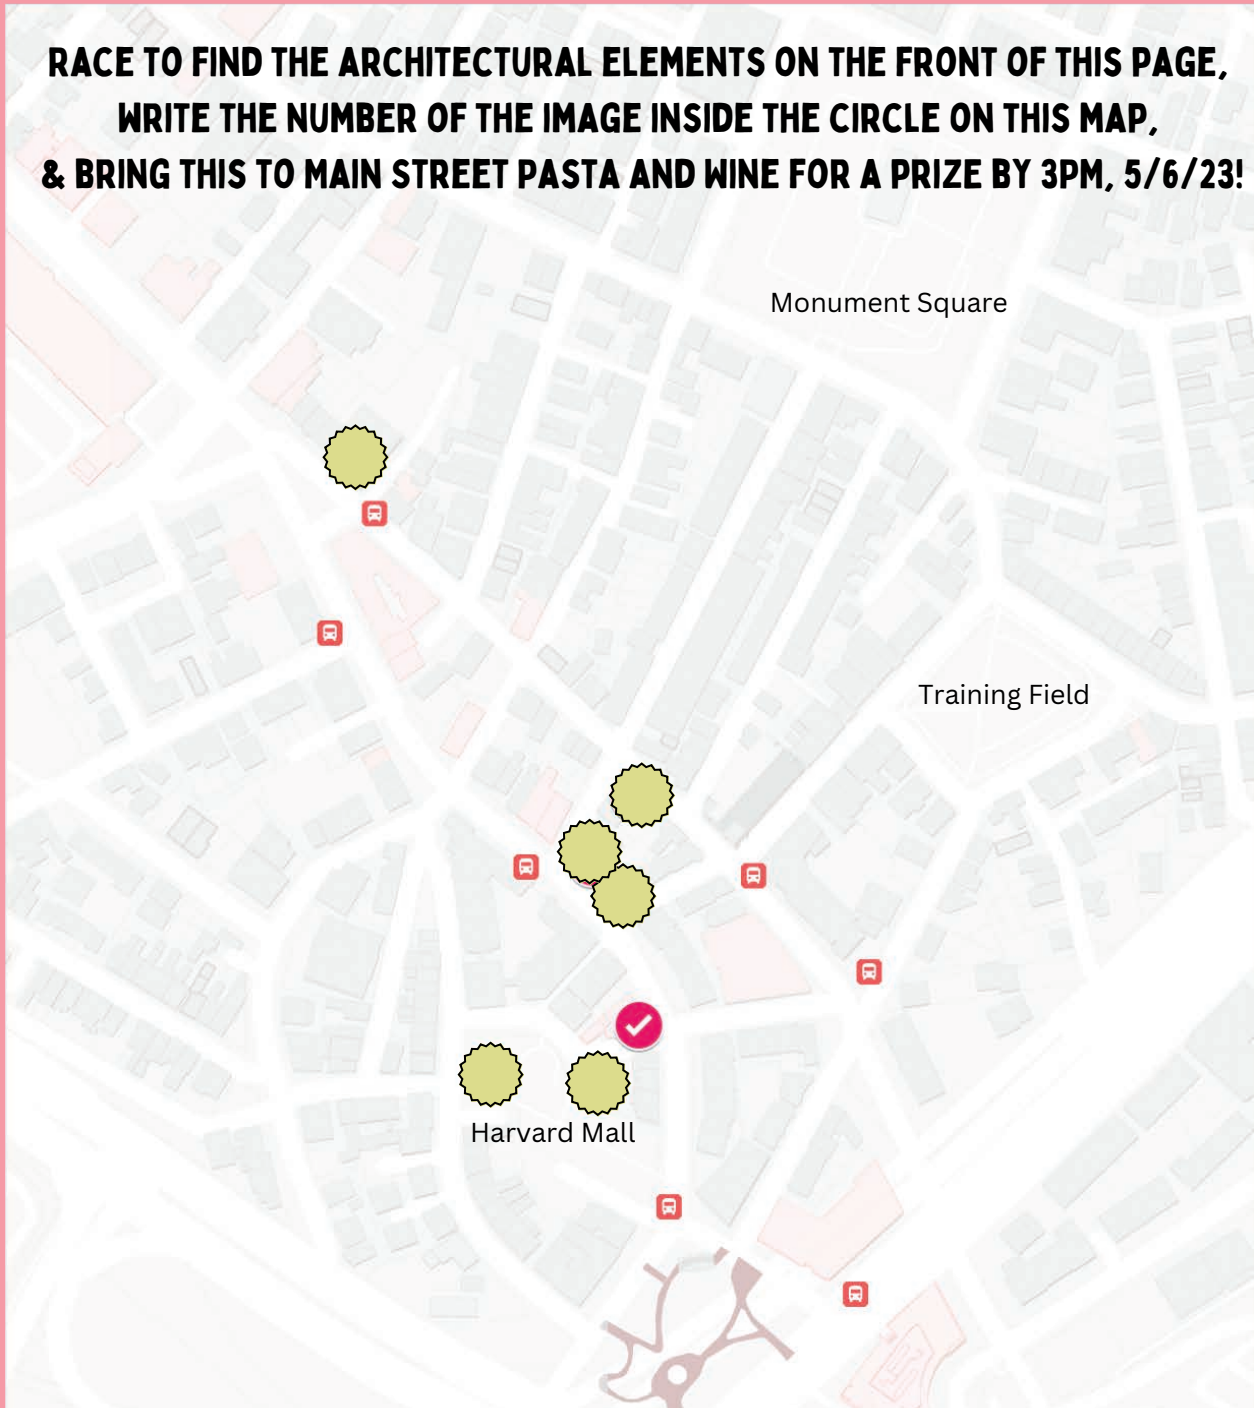 RACE TO FIND THE ARCHITECTURAL ELEMENTS ON THE FRONT OF THIS PAGE,
WRITE THE NUMBER OF THE IMAGE INSIDE THE CIRCLE ON THIS MAP,
& BRING THIS TO MAIN STREET PASTA AND WINE FOR A PRIZE BY 3PM, 5/6/23!
Monument Square
Training Field
Harvard Mall